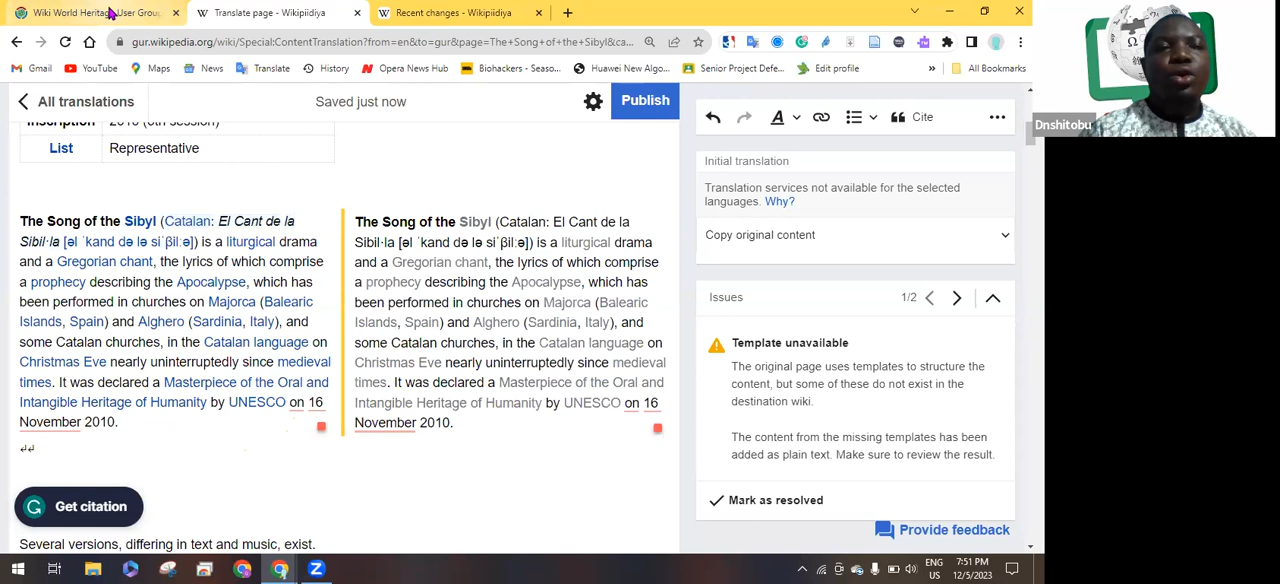 Wiki World Heritage User Group
Translate page - Wikipiidiya
Recent changes - Wikipiidiya
gur.wikipedia.org/wiki/Special:ContentTranslation?from=en&to=gur&page=The+Song+of+the+Sibyl&ca...
Gmail YouTube Maps News Translate History Opera News Hub Biohackers - Seaso... Huawei New Algo... Senior Project Defe... Edit profile » All Bookmarks
All translations
Saved just now
Publish
Cite
Dnshitobu
List Representative
Initial translation
Translation services not available for the selected
languages. Why?
Copy original content
The Song of the Sibyl (Catalan: El Cant de la
Sibil·la [əl ˈkand də lə siˈβilːə]) is a liturgical drama
and a Gregorian chant, the lyrics of which comprise
a prophecy describing the Apocalypse, which has
been performed in churches on Majorca (Balearic
Islands, Spain) and Alghero (Sardinia, Italy), and
some Catalan churches, in the Catalan language on
Christmas Eve nearly uninterruptedly since medieval
times. It was declared a Masterpiece of the Oral and
Intangible Heritage of Humanity by UNESCO on 16
November 2010.
The Song of the Sibyl (Catalan: El Cant de la
Sibil·la [əl ˈkand də lə siˈβilːə]) is a liturgical drama
and a Gregorian chant, the lyrics of which comprise
a prophecy describing the Apocalypse, which has
been performed in churches on Majorca (Balearic
Islands, Spain) and Alghero (Sardinia, Italy), and
some Catalan churches, in the Catalan language on
Christmas Eve nearly uninterruptedly since medieval
times. It was declared a Masterpiece of the Oral and
Intangible Heritage of Humanity by UNESCO on 16
November 2010.
Issues 1/2
Template unavailable
The original page uses templates to structure the
content, but some of these do not exist in the
destination wiki.
The content from the missing templates has been
added as plain text. Make sure to review the result.
Mark as resolved
Provide feedback
Get citation
Several versions, differing in text and music, exist.
ENG
US
7:51 PM
12/5/2023